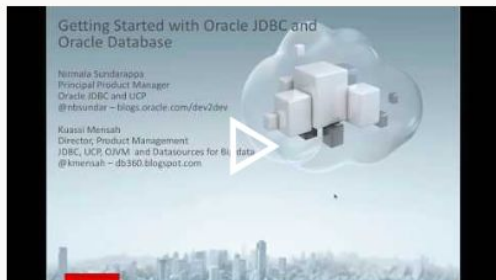 Getting Started with Oracle JDBC and
Oracle Database
Nirmala Sundarappa
Principal Product Manager
Oracle JDBC and UCP
@nbsundar – blogs.oracle.com/dev2dev
Kuassi Mensah
Director, Product Management
JDBC, UCP, OJVM and Datasources for Big data
@kmensah – db360.blogspot.com